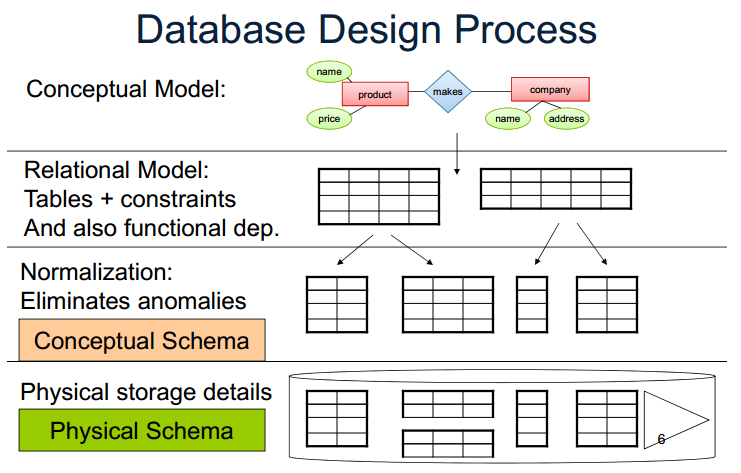 Database Design Process
Conceptual Model:
name
product
price
makes
company
name
address
Relational Model:
Tables + constraints
And also functional dep.
Normalization:
Eliminates anomalies
Conceptual Schema
Physical storage details
Physical Schema
6